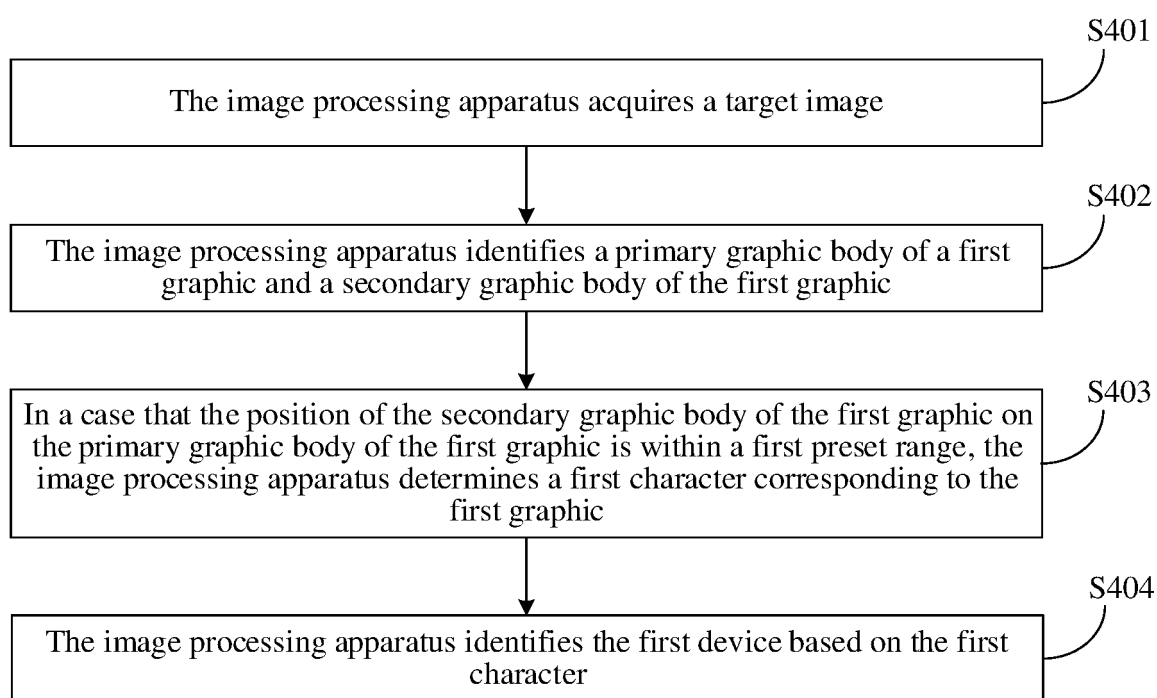 S401
The image processing apparatus acquires a target image
S402
The image processing apparatus identifies a primary graphic body of a first
graphic and a secondary graphic body of the first graphic
S403
In a case that the position of the secondary graphic body of the first graphic on
the primary graphic body of the first graphic is within a first preset range, the
image processing apparatus determines a first character corresponding to the
first graphic
S404
The image processing apparatus identifies the first device based on the first
character